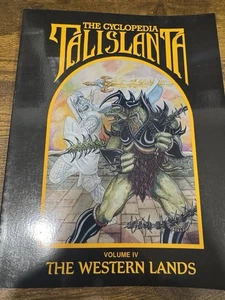 THE CYCLOPEDIA
TALISLANTA
VOLUME IV
THE WESTERN LANDS